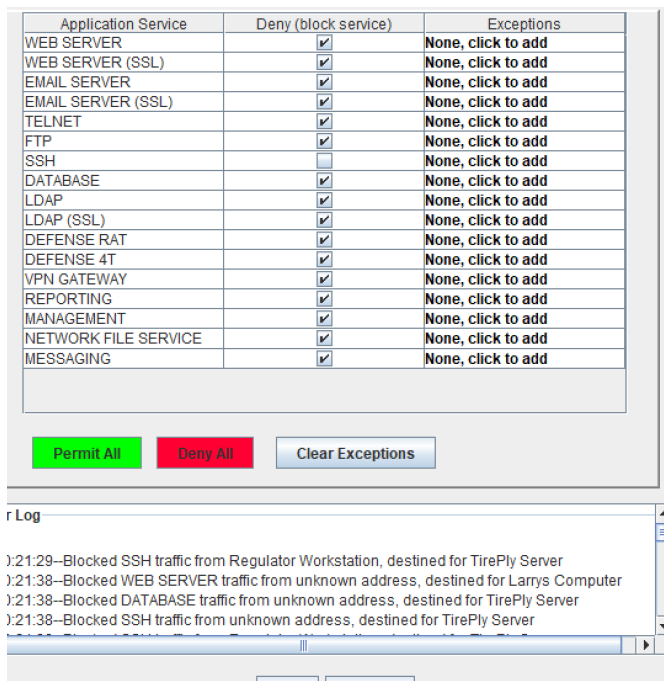 Application Service Deny (block service) Exceptions
WEB SERVER None, click to add
WEB SERVER (SSL) None, click to add
EMAIL SERVER None, click to add
EMAIL SERVER (SSL) None, click to add
TELNET None, click to add
FTP None, click to add
SSH None, click to add
DATABASE None, click to add
LDAP None, click to add
LDAP (SSL) None, click to add
DEFENSE RAT None, click to add
DEFENSE 4T None, click to add
VPN GATEWAY None, click to add
REPORTING None, click to add
MANAGEMENT None, click to add
NETWORK FILE SERVICE None, click to add
MESSAGING None, click to add
Permit All Deny All Clear Exceptions
r Log
0:21:29--Blocked SSH traffic from Regulator Workstation, destined for TirePly Server
0:21:38--Blocked WEB SERVER traffic from unknown address, destined for Larrys Computer
0:21:38--Blocked DATABASE traffic from unknown address, destined for TirePly Server
0:21:38--Blocked SSH traffic from unknown address, destined for TirePly Server